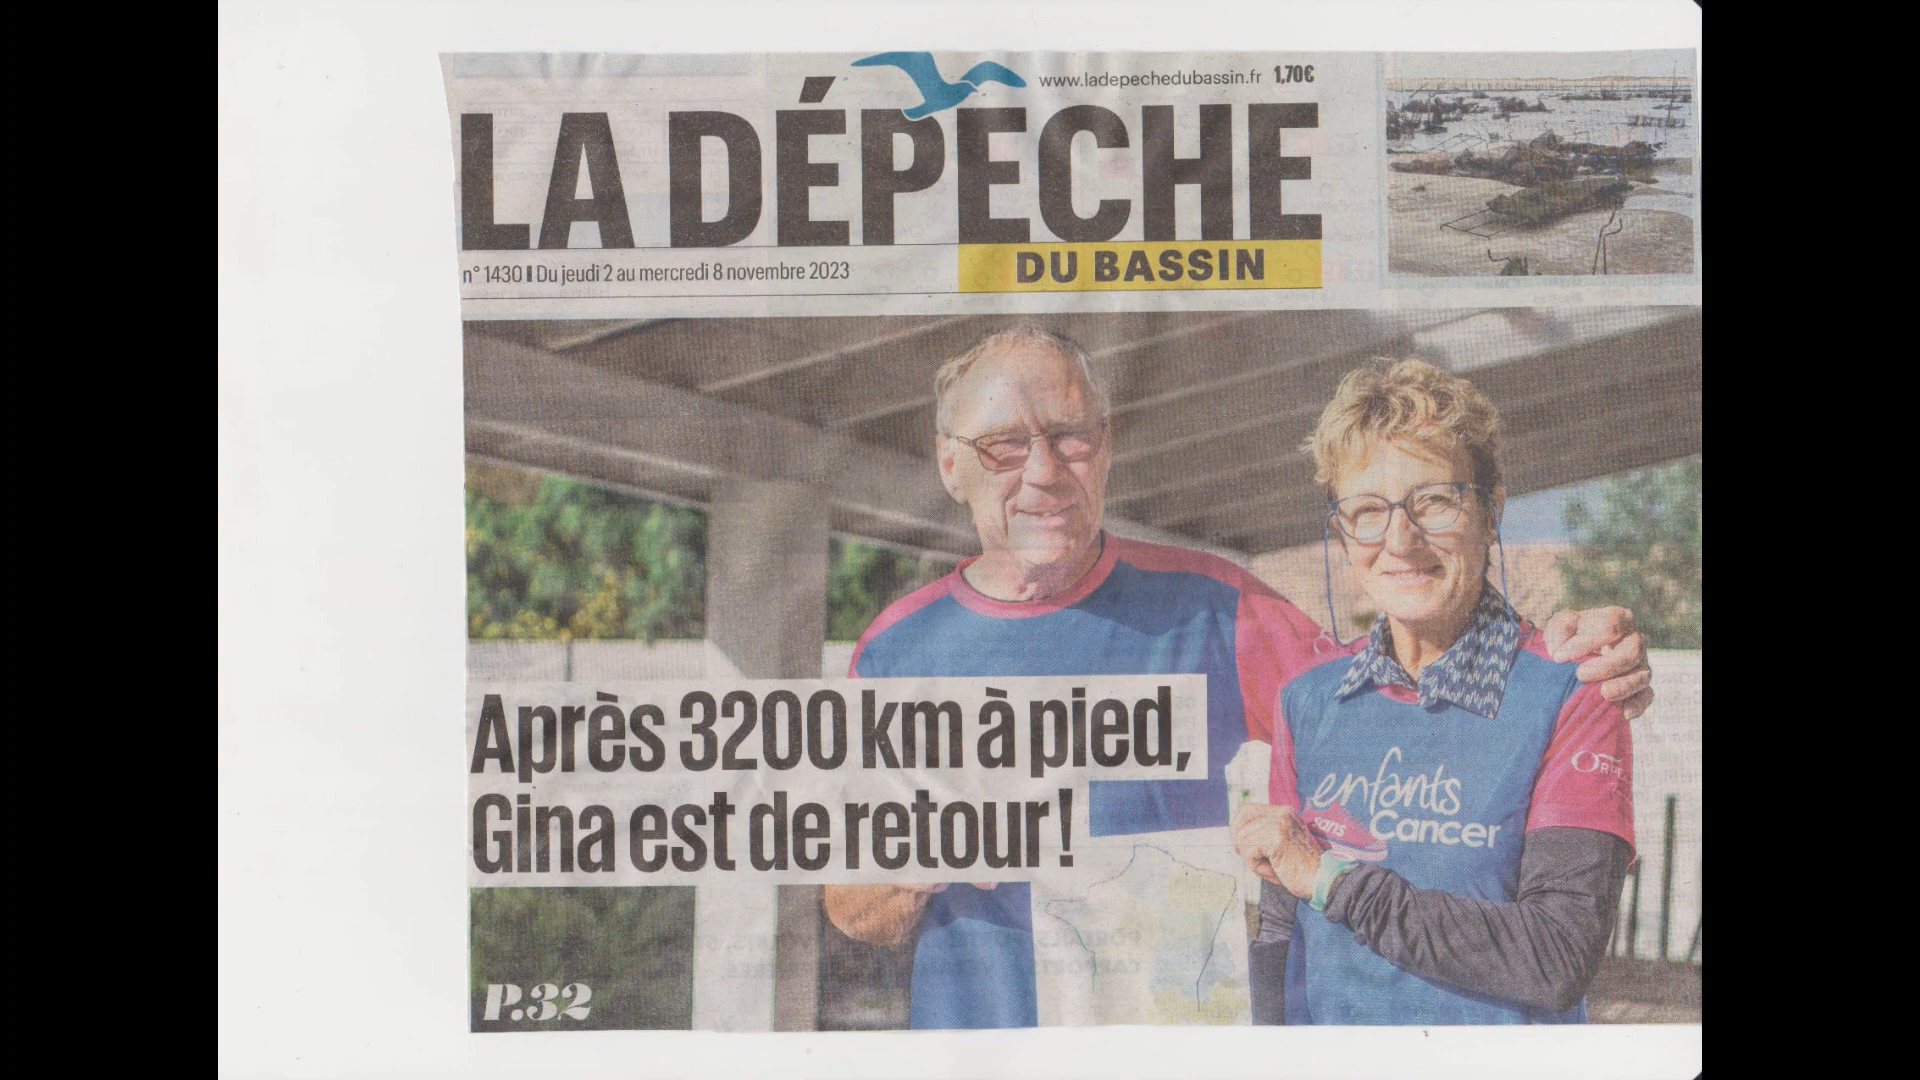 www.ladepechedubassin.fr 1,70€
LA DÉPÊCHE
DU BASSIN
n° 1430 Du jeudi 2 au mercredi 8 novembre 2023
Après 3200 km à pied,
Gina est de retour !
enfants
sans
Cancer
P.32